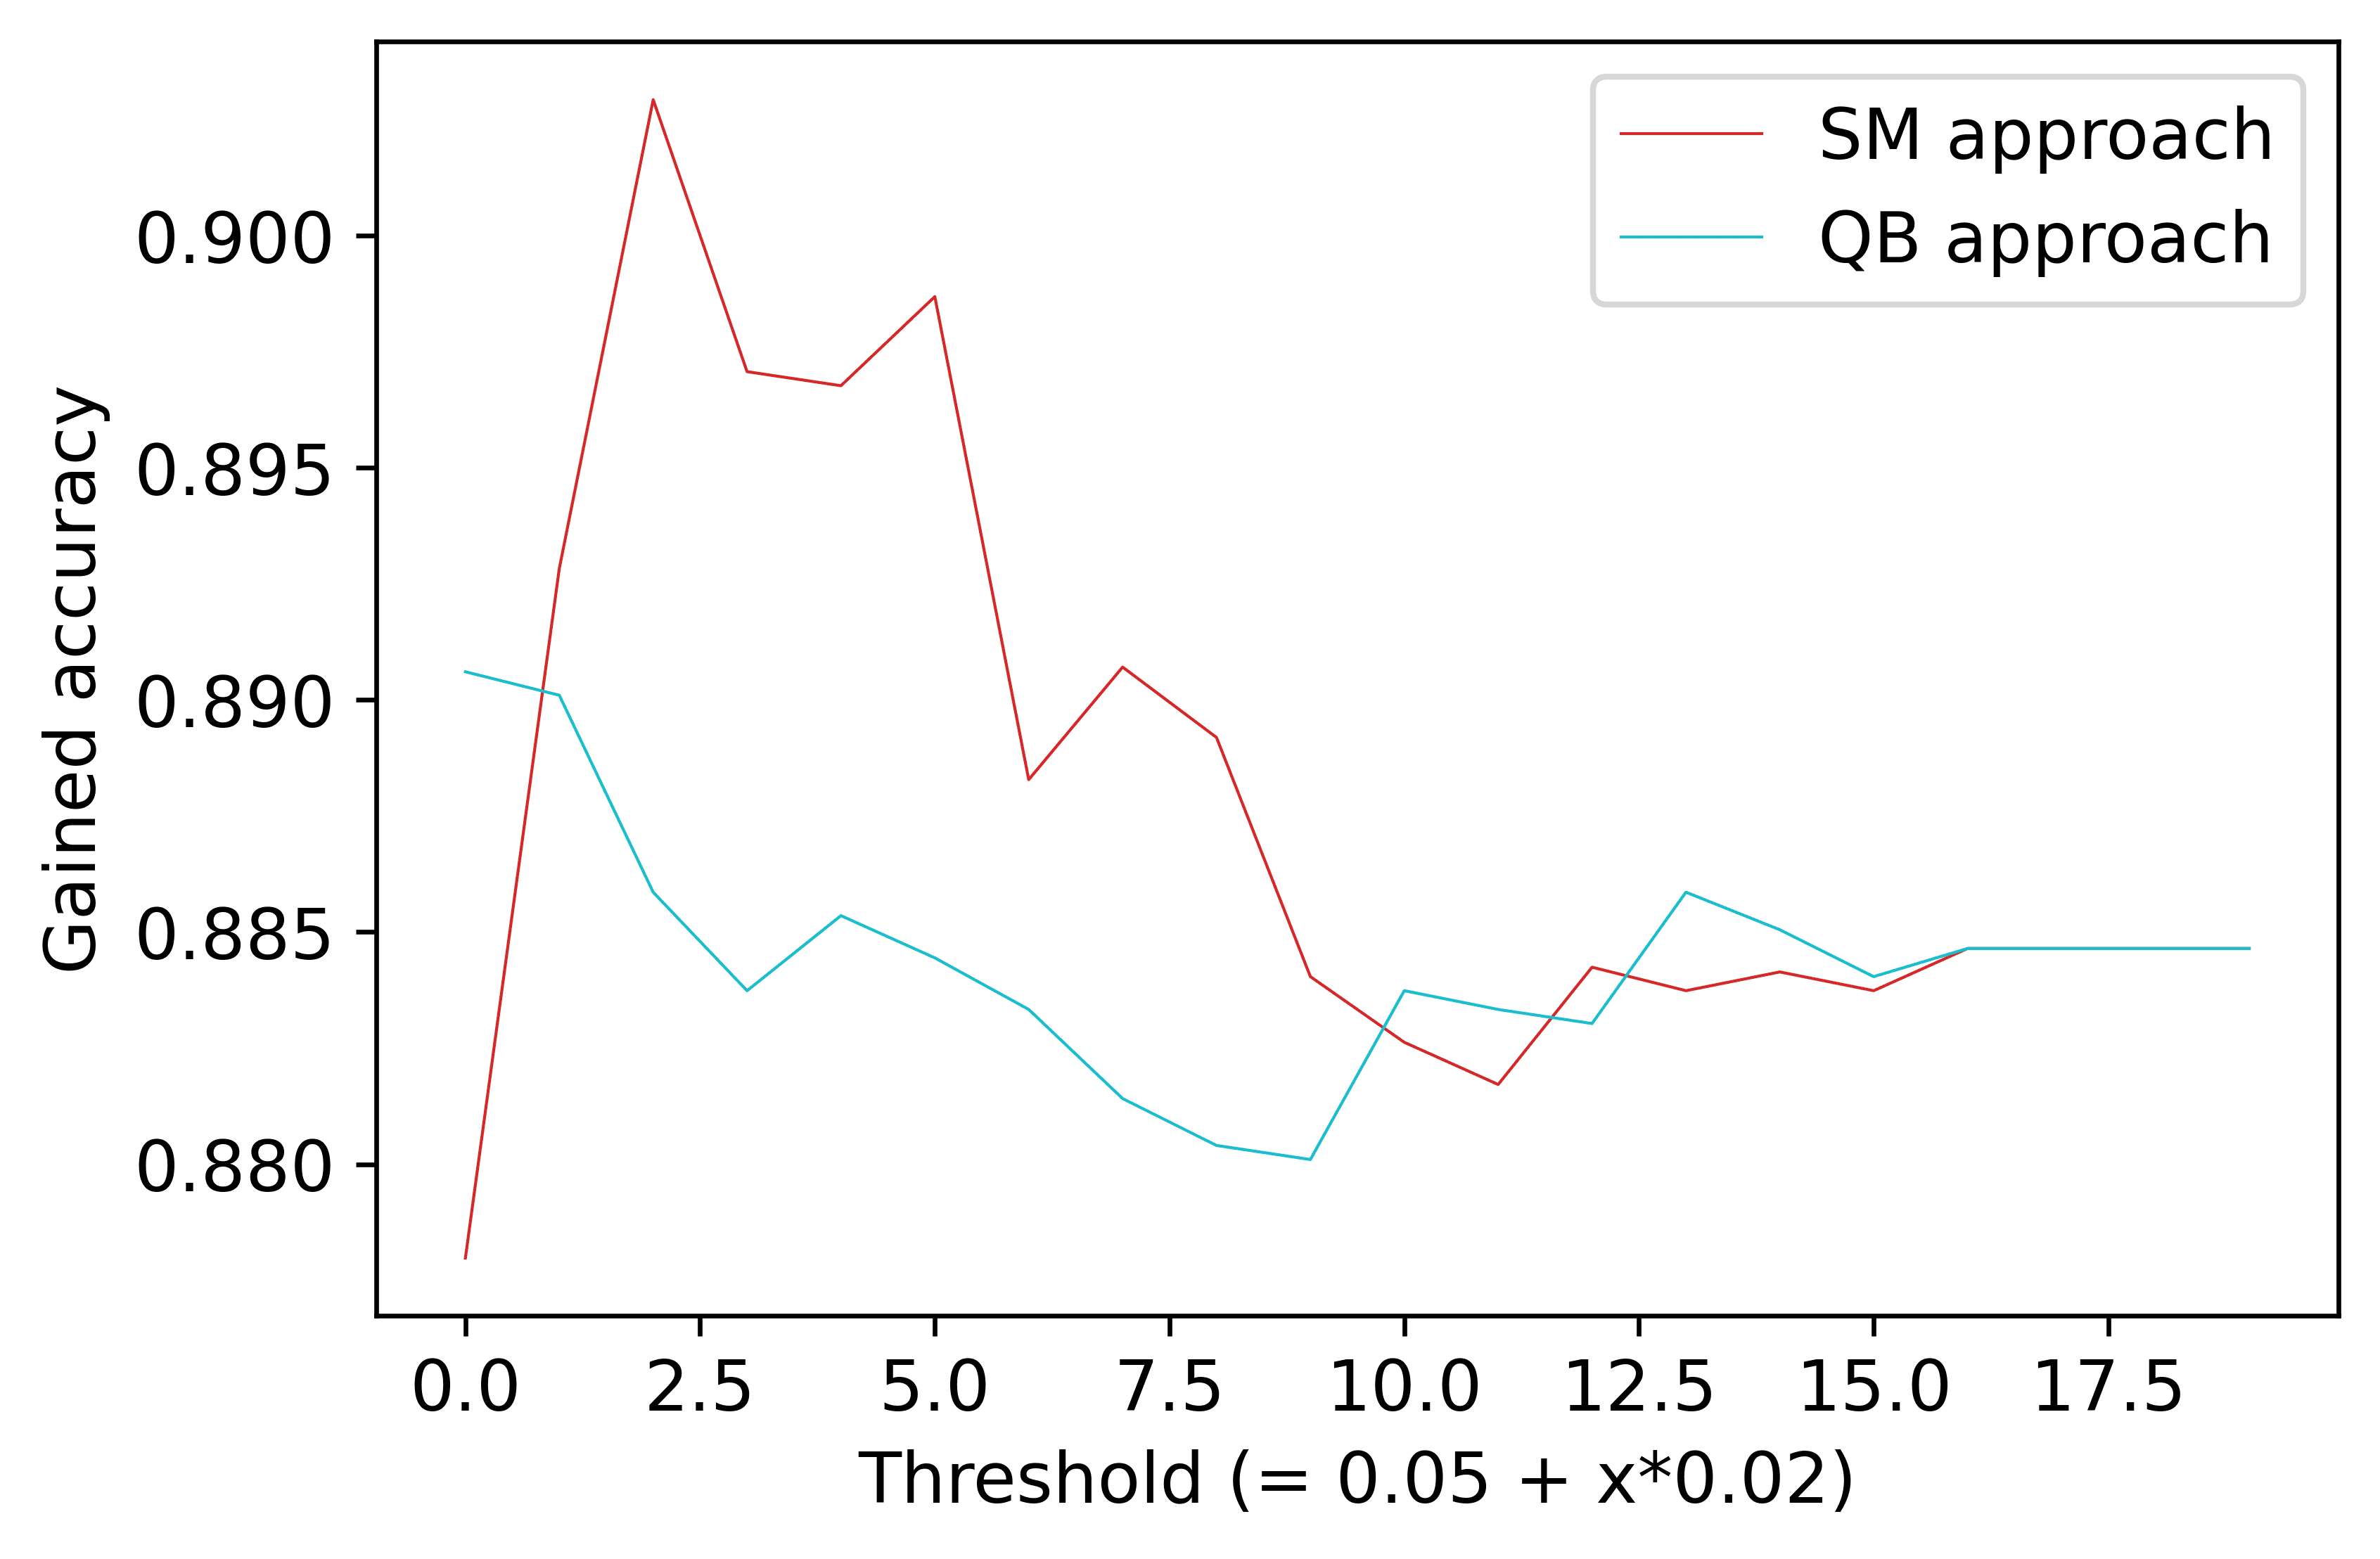 SM approach
QB approach
0.900
0.895
0.890
0.885
0.880
Gained accuracy
0.0 2.5 5.0 7.5 10.0 12.5 15.0 17.5
Threshold (= 0.05 + x*0.02)